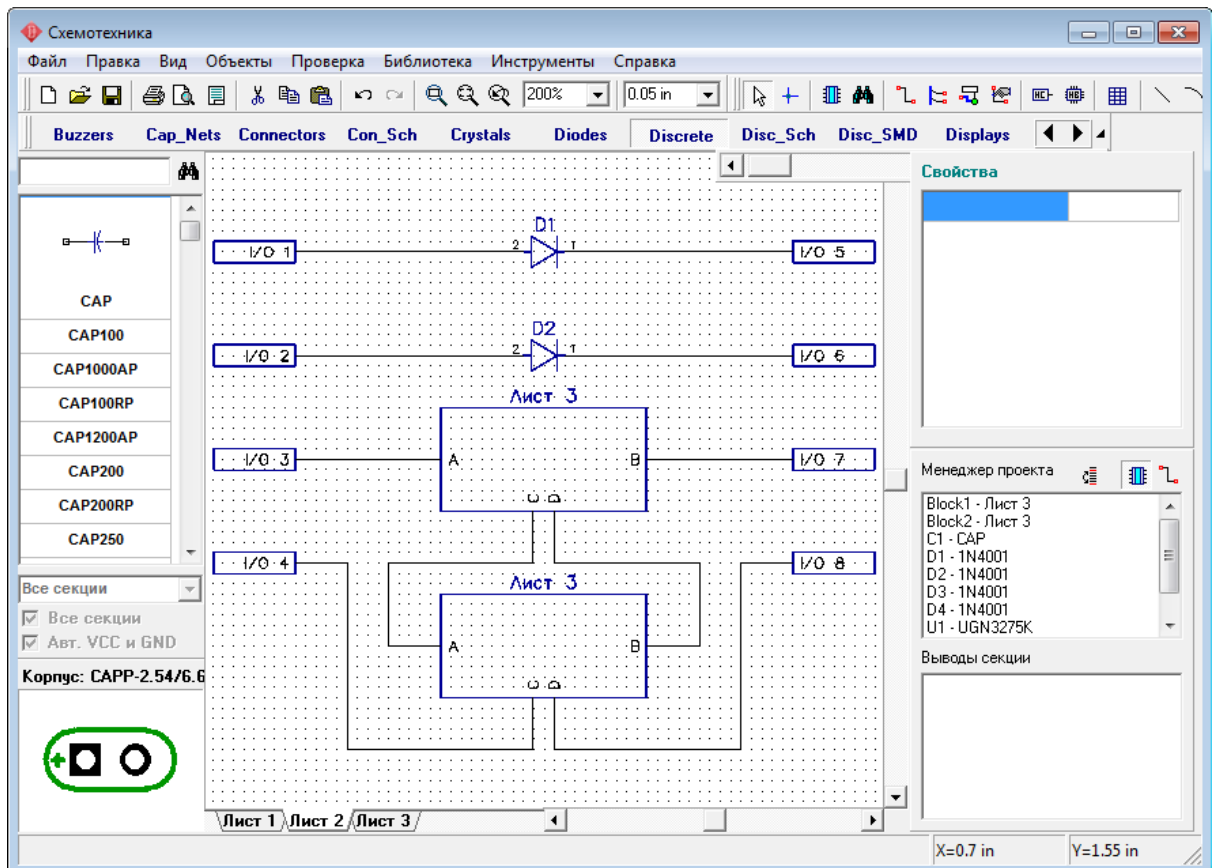 Схемотехника
Файл Правка Вид Объекты Проверка Библиотека Инструменты Справка
200% 0.05 in
Buzzers Cap_Nets Connectors Con_Sch Crystals Diodes Discrete Disc_Sch Disc_SMD Displays
CAP
CAP100
CAP1000AP
CAP100RP
CAP1200AP
CAP200
CAP200RP
CAP250
Все секции
Все секции
Авт. VCC и GND
Корпус: CAPP-2.54/6.6
D1
I/O 1 2 1 I/O 5
D2
I/O 2 2 1 I/O 6
Лист 3
I/O 3 A B I/O 7
C D
I/O 4 I/O 8
Лист 3
A B
C D
Лист 1 Лист 2 Лист 3
Свойства
Менеджер проекта
Block1 - Лист 3
Block2 - Лист 3
C1 - CAP
D1 - 1N4001
D2 - 1N4001
D3 - 1N4001
D4 - 1N4001
U1 - UGN3275K
Выводы секции
X=0.7 in Y=1.55 in